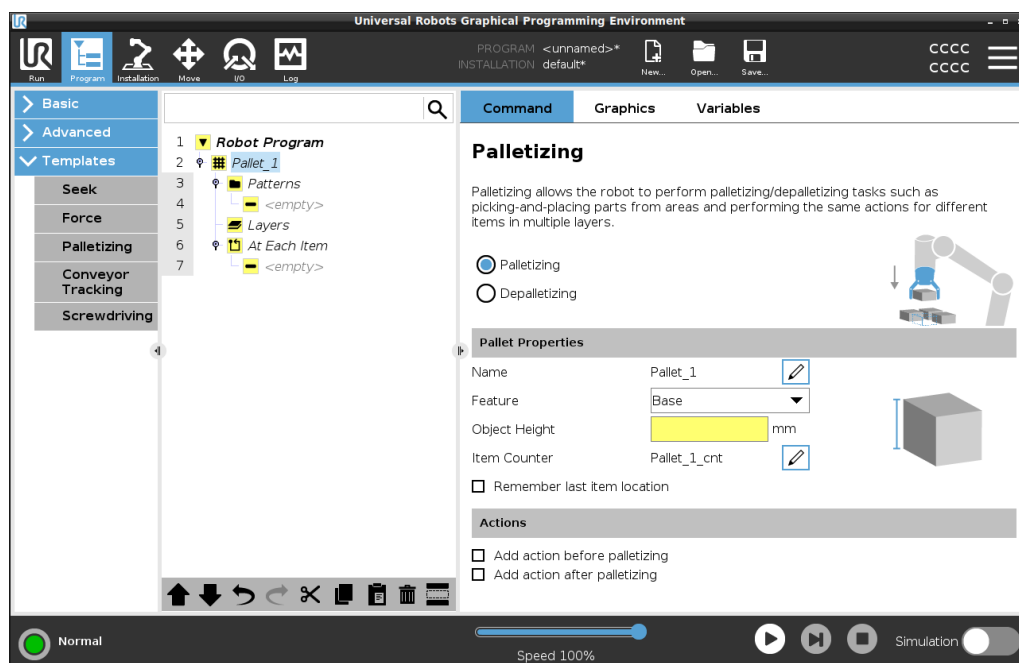 Universal Robots Graphical Programming Environment
UR
UR
Run
Program
Installation
Move
I/O
Log
PROGRAM <unnamed>*
INSTALLATION default*
New...
Open...
Save...
CCCC
CCCC
Basic
Advanced
Templates
Seek
Force
Palletizing
Conveyor
Tracking
Screwdriving
1 Robot Program
2 Pallet_1
3 Patterns
4 <empty>
5 Layers
6 At Each Item
7 <empty>
Command Graphics Variables
Palletizing
Palletizing allows the robot to perform palletizing/depalletizing tasks such as
picking-and-placing parts from areas and performing the same actions for different
items in multiple layers.
Palletizing
Depalletizing
Pallet Properties
Name Pallet_1
Feature Base
Object Height mm
Item Counter Pallet_1_cnt
Remember last item location
Actions
Add action before palletizing
Add action after palletizing
Normal
Speed 100%
Simulation